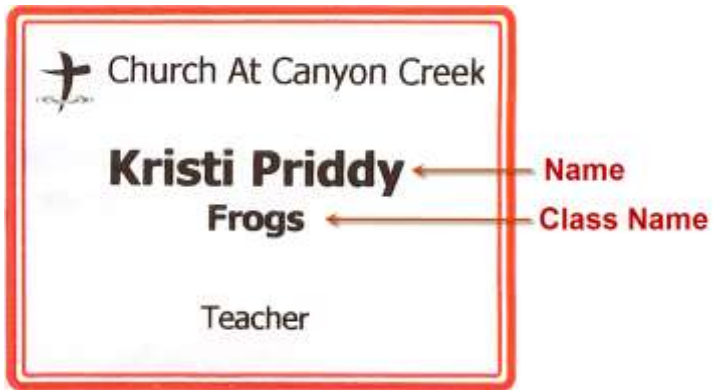 Church At Canyon Creek
Kristi Priddy
Name
Frogs
Class Name
Teacher